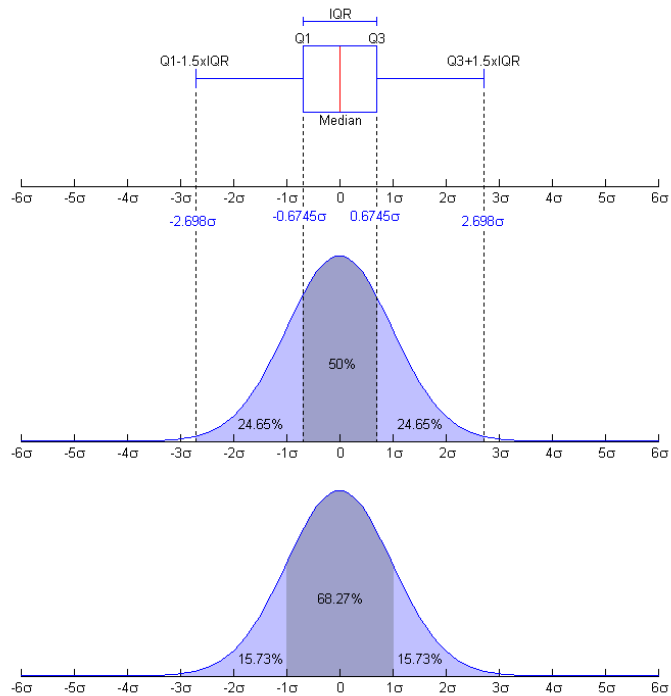 IQR
Q1 Q3
Q1-1.5xIQR Q3+1.5xIQR
Median
-6σ -5σ -4σ -3σ -2σ -1σ 0 1σ 2σ 3σ 4σ 5σ 6σ
-2.698σ -0.6745σ 0.6745σ 2.698σ
50%
24.65% 24.65%
-6σ -5σ -4σ -3σ -2σ -1σ 0 1σ 2σ 3σ 4σ 5σ 6σ
68.27%
15.73% 15.73%
-6σ -5σ -4σ -3σ -2σ -1σ 0 1σ 2σ 3σ 4σ 5σ 6σ